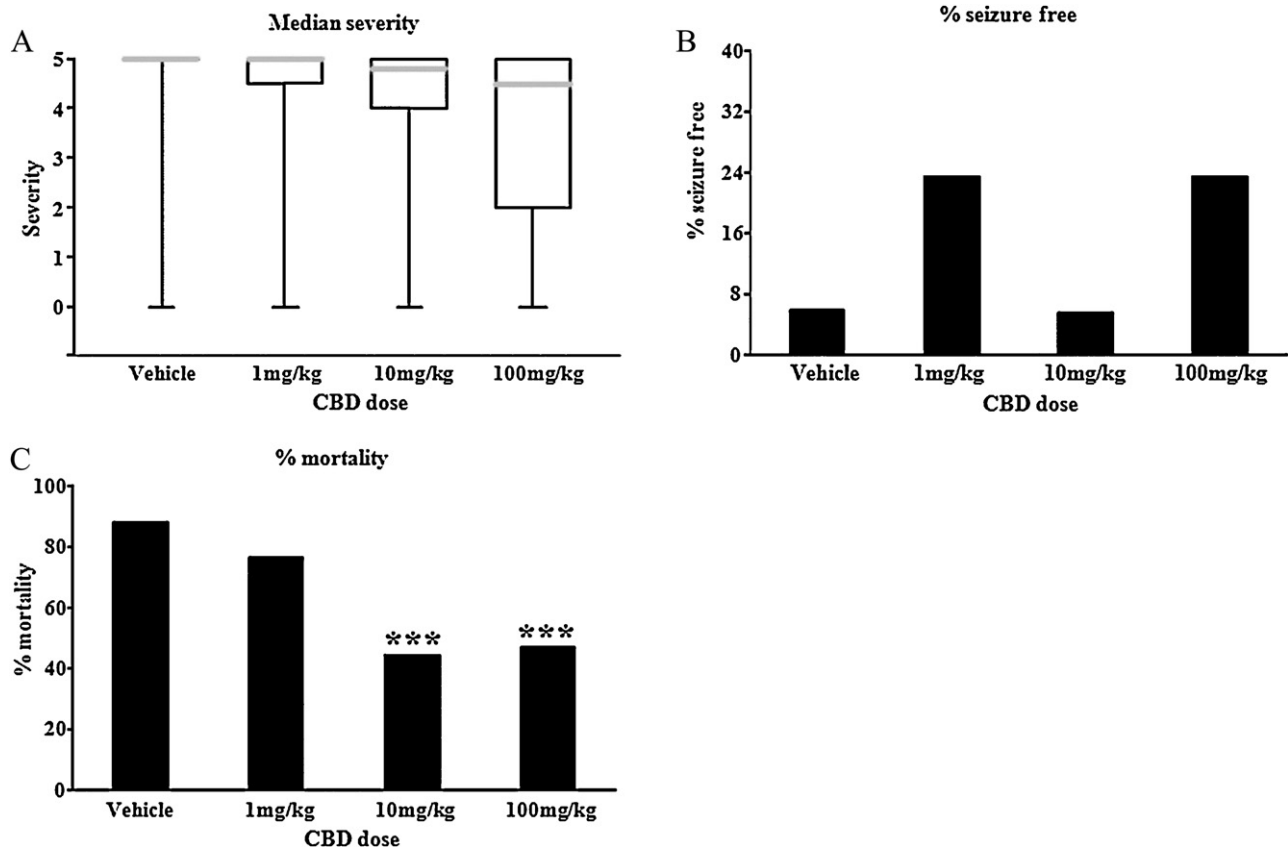 A
Median severity
Severity
5
4
3
2
1
0
Vehicle 1mg/kg 10mg/kg 100mg/kg
CBD dose
B
% seizure free
% seizure free
40
32
24
16
8
0
Vehicle 1mg/kg 10mg/kg 100mg/kg
CBD dose
C
% mortality
% mortality
100
80
60
40
20
0
*** ***
Vehicle 1mg/kg 10mg/kg 100mg/kg
CBD dose